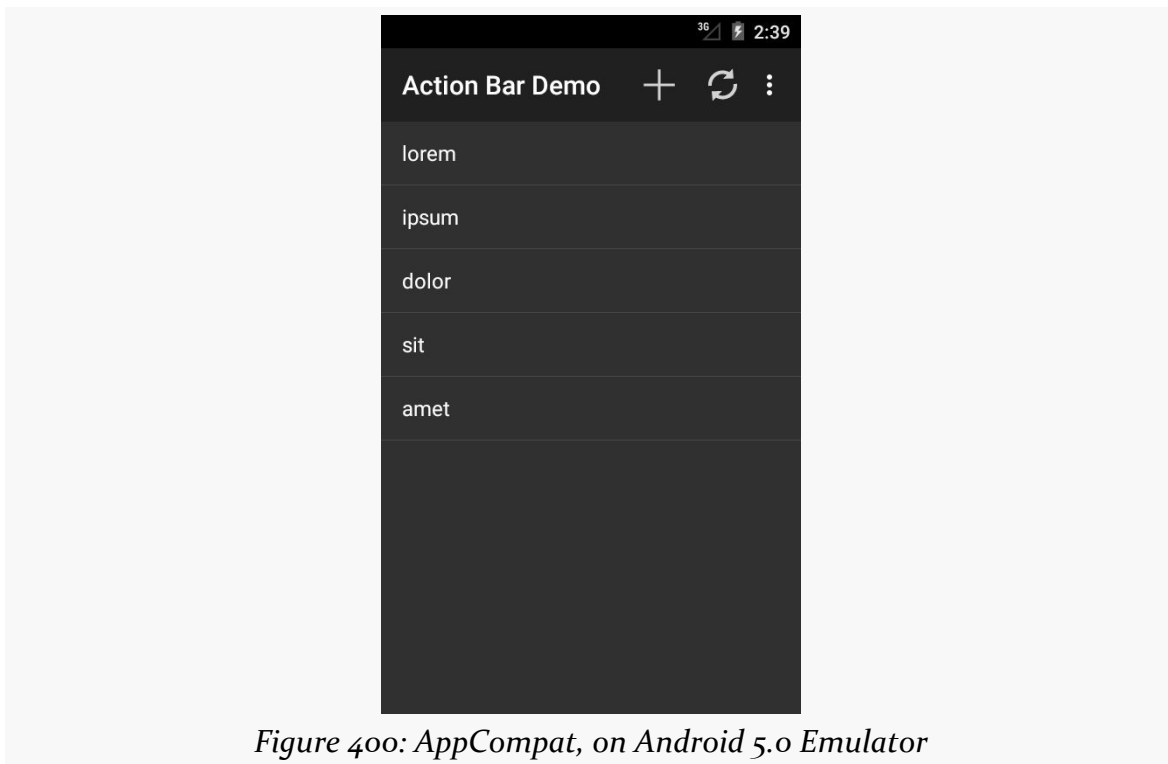 3G 2:39
Action Bar Demo
lorem
ipsum
dolor
sit
amet
Figure 400: AppCompat, on Android 5.0 Emulator